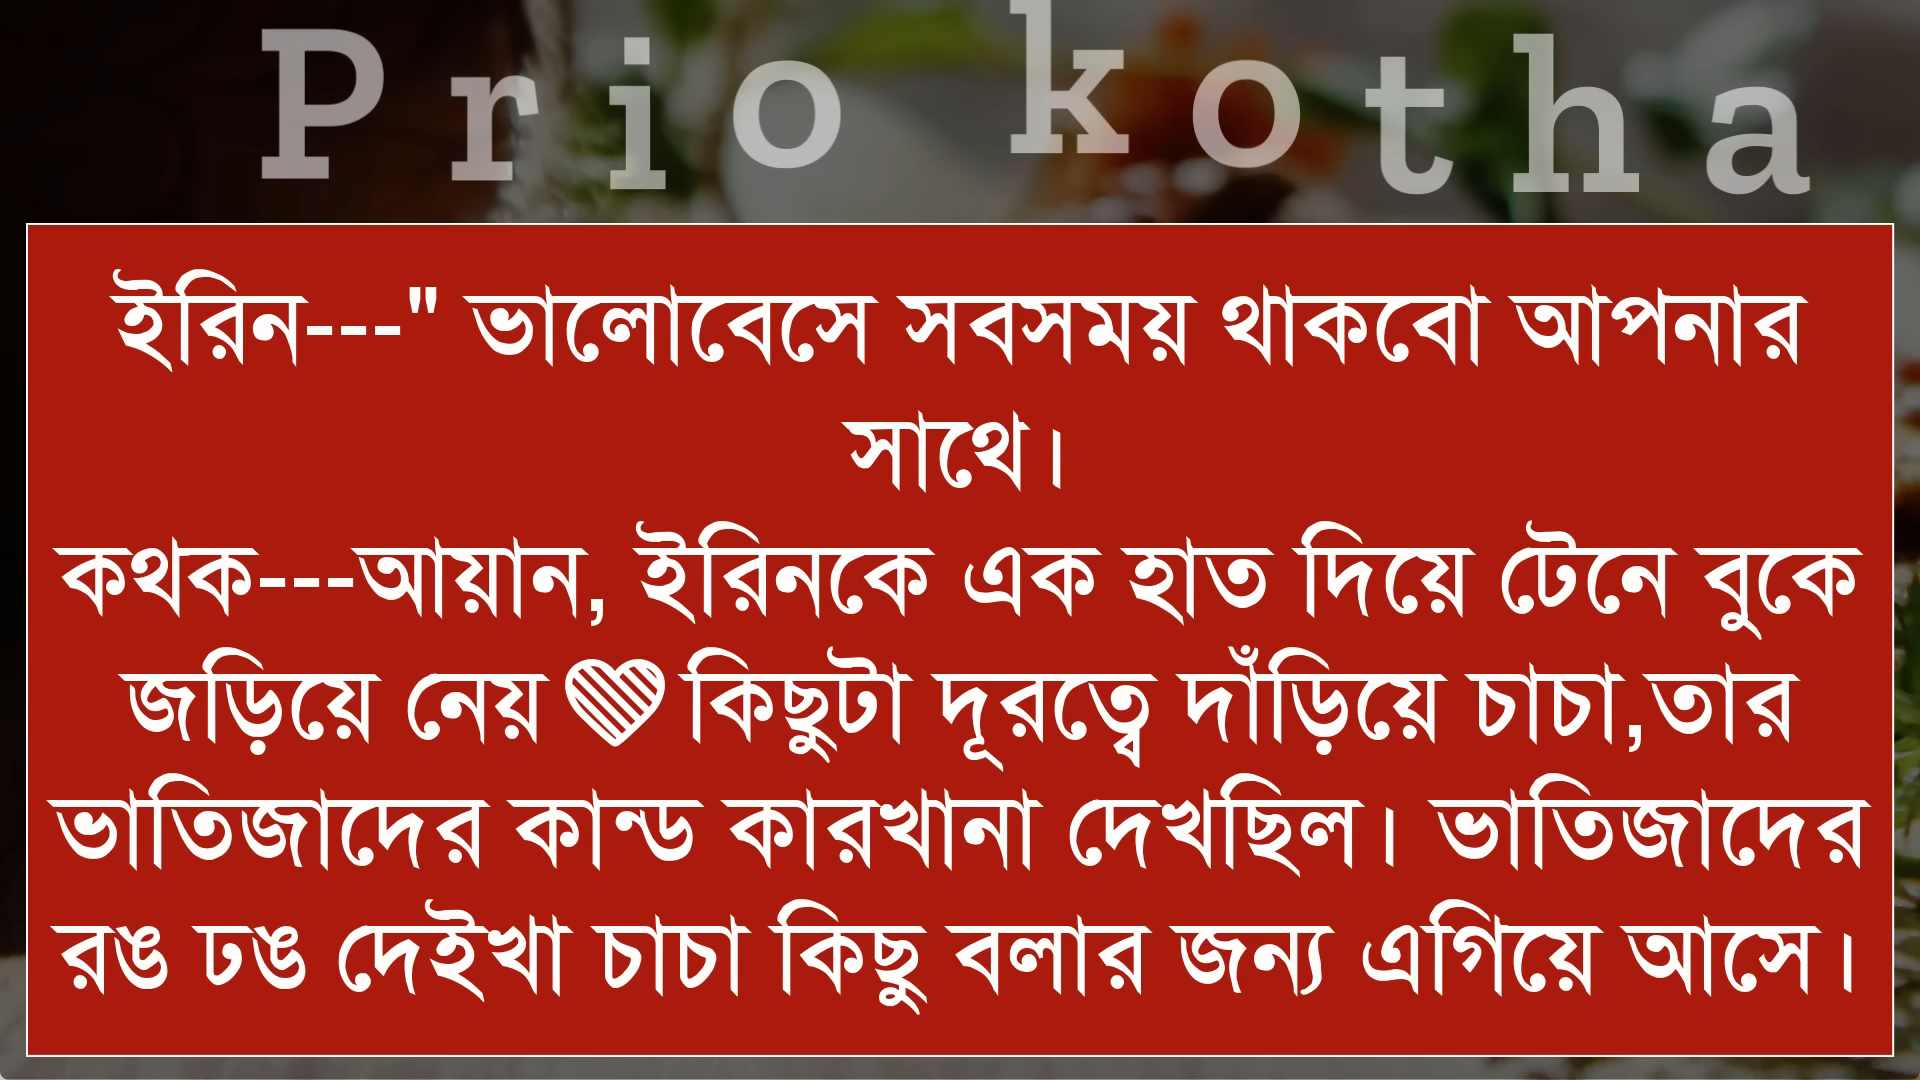 Prio kotha
ইরিন---" ভালোবেসে সবসময় থাকবো আপনার
সাথে।
কথক---আয়ান, ইরিনকে এক হাত দিয়ে টেনে বুকে
জড়িয়ে নেয়💘কিছুটা দূরত্বে দাঁড়িয়ে চাচা,তার
ভাতিজাদের কান্ড কারখানা দেখছিল। ভাতিজাদের
রঙ ঢঙ দেইখা চাচা কিছু বলার জন্য এগিয়ে আসে।